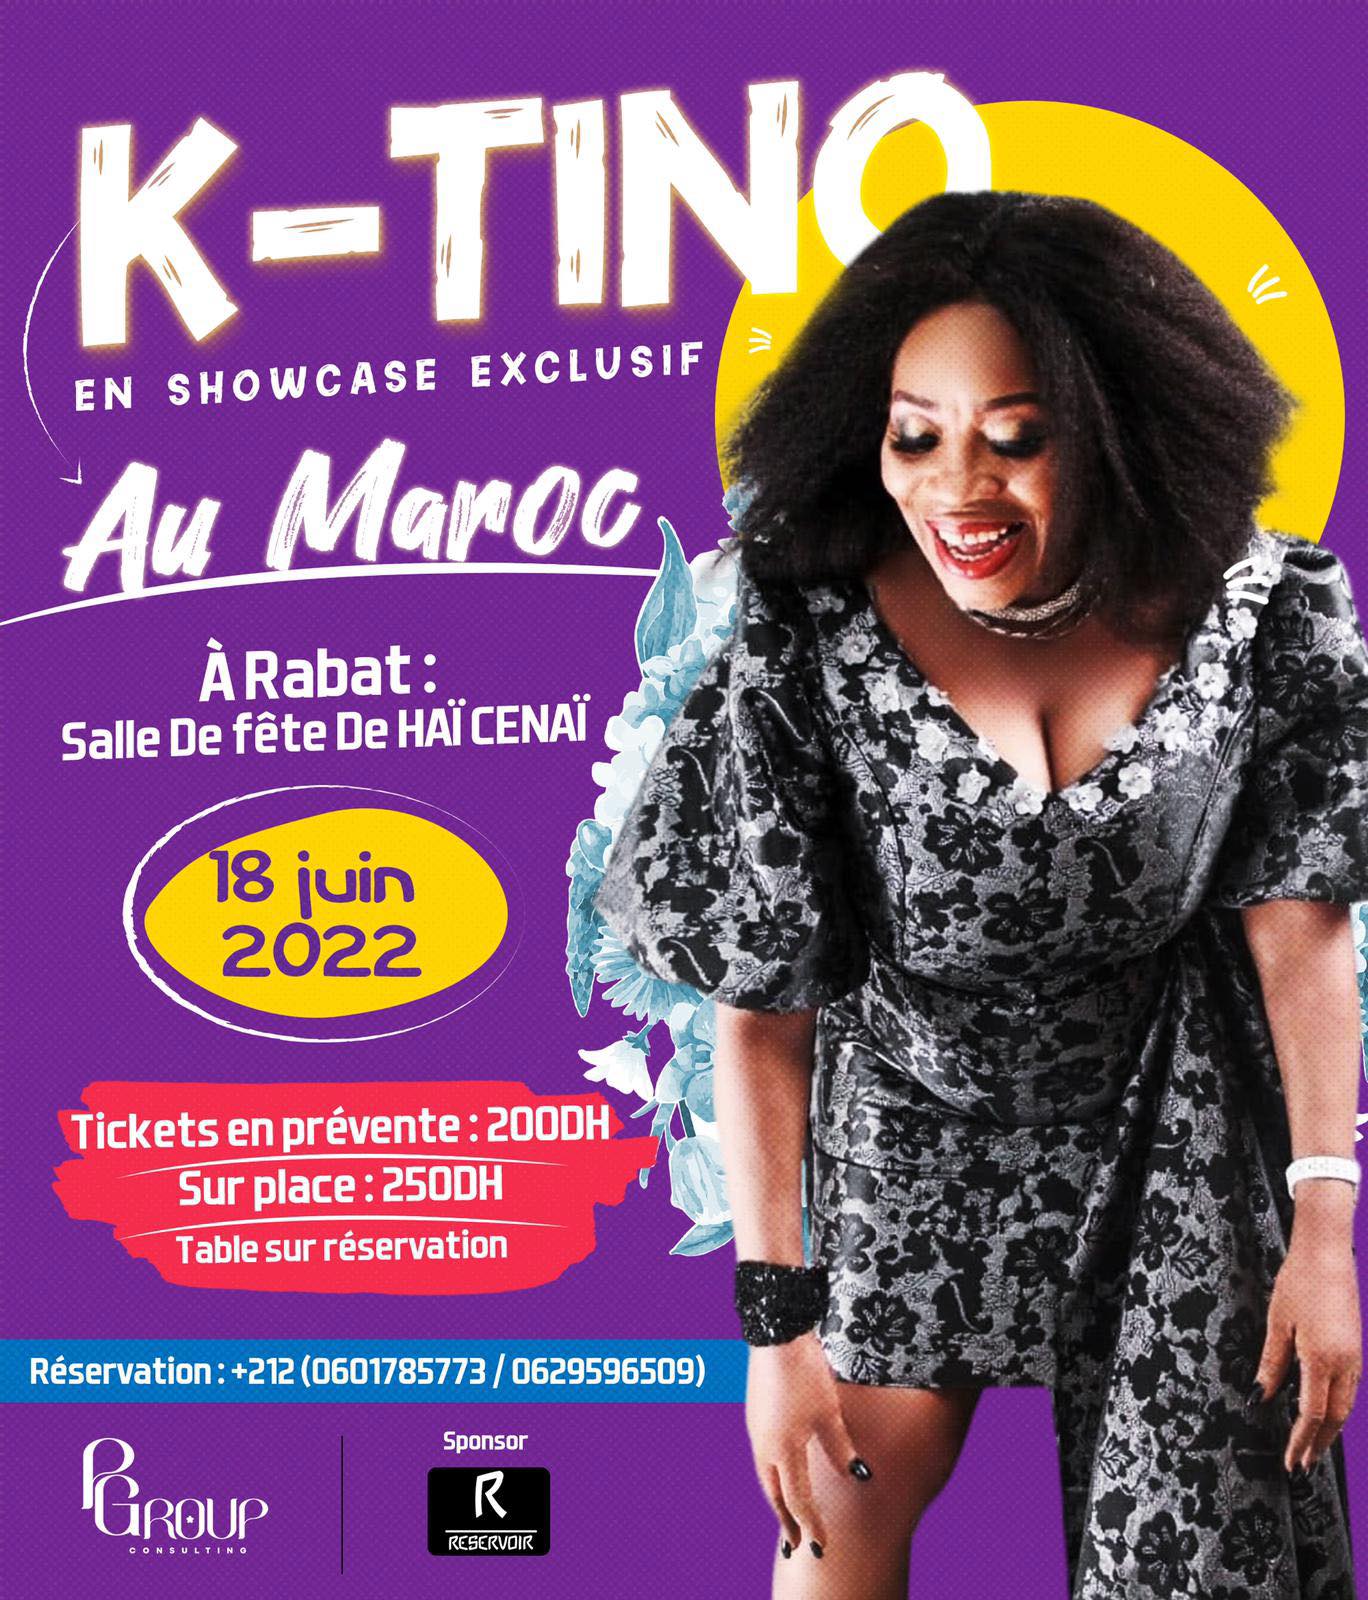 K-TINO
EN SHOWCASE EXCLUSIF
Au Maroc
À Rabat :
Salle De fête De HAÏ CENAÏ
18 juin
2022
Tickets en prévente : 200DH
Sur place : 250DH
Table sur réservation
Réservation : +212 (0601785773 / 0629596509)
PGROUP
CONSULTING
Sponsor
R
RESERVOIR